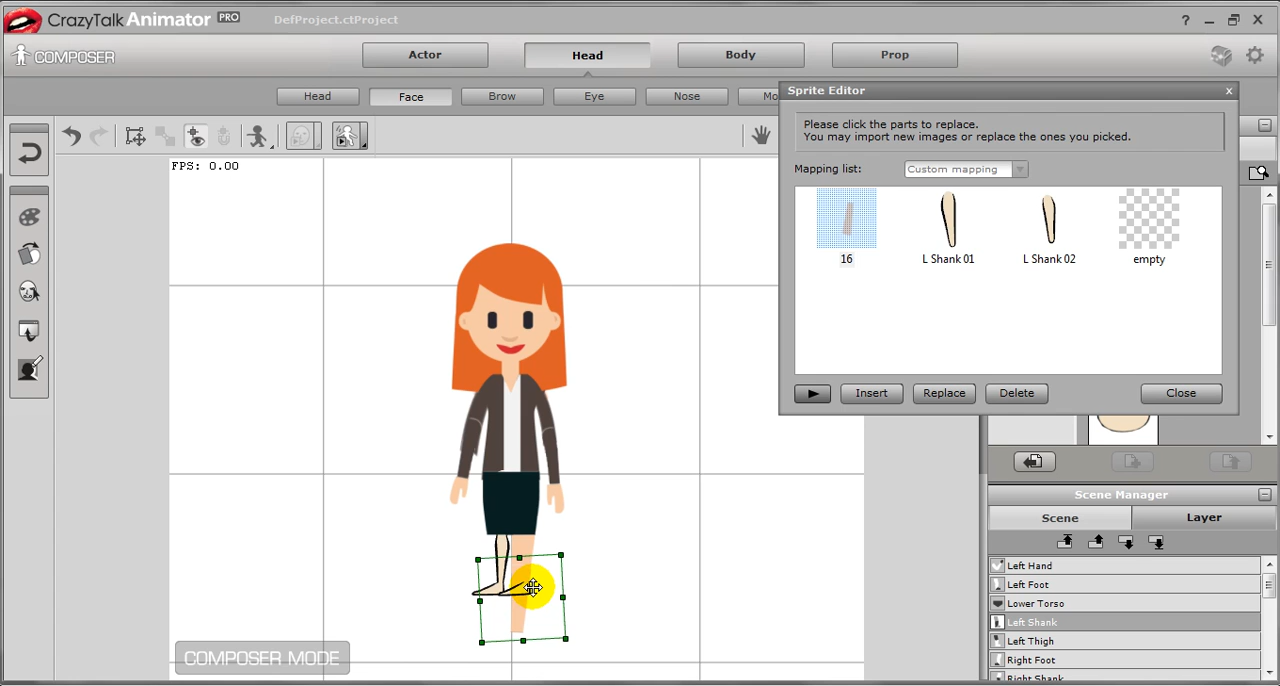 CrazyTalk Animator PRO DefProject.ctProject ?
COMPOSER Actor Head Body Prop
Head Face Brow Eye Nose Mo
Sprite Editor x
Please click the parts to replace.
You may import new images or replace the ones you picked.
FPS: 0.00
Mapping list: Custom mapping
16 L Shank 01 L Shank 02 empty
Insert Replace Delete Close
Scene Manager
Scene Layer
Left Hand
Left Foot
Lower Torso
Left Shank
Left Thigh
Right Foot
Right Shank
COMPOSER MODE